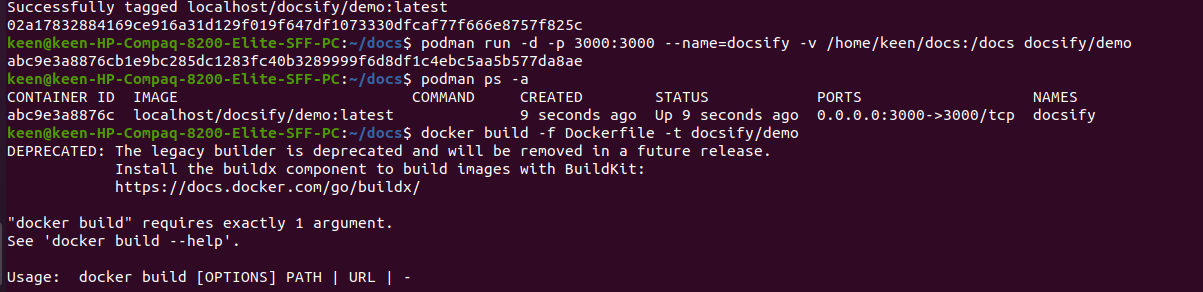 Successfully tagged localhost/docsify/demo:latest
02a17832884169ce916a31d129f019f647df1073330dfcaf77f666e8757f825c
keen@keen-HP-Compaq-8200-Elite-SFF-PC:~/docs$ podman run -d -p 3000:3000 --name=docsify -v /home/keen/docs:/docs docsify/demo
abc9e3a8876cb1e9bc285dc1283fc40b3289999f6d8df1c4ebc5aa5b577da8ae
keen@keen-HP-Compaq-8200-Elite-SFF-PC:~/docs$ podman ps -a
CONTAINER ID  IMAGE                          COMMAND     CREATED        STATUS            PORTS                   NAMES
abc9e3a8876c  localhost/docsify/demo:latest              9 seconds ago  Up 9 seconds ago  0.0.0.0:3000->3000/tcp  docsify
keen@keen-HP-Compaq-8200-Elite-SFF-PC:~/docs$ docker build -f Dockerfile -t docsify/demo
DEPRECATED: The legacy builder is deprecated and will be removed in a future release.
            Install the buildx component to build images with BuildKit:
            https://docs.docker.com/go/buildx/
"docker build" requires exactly 1 argument.
See 'docker build --help'.
Usage:  docker build [OPTIONS] PATH | URL | -